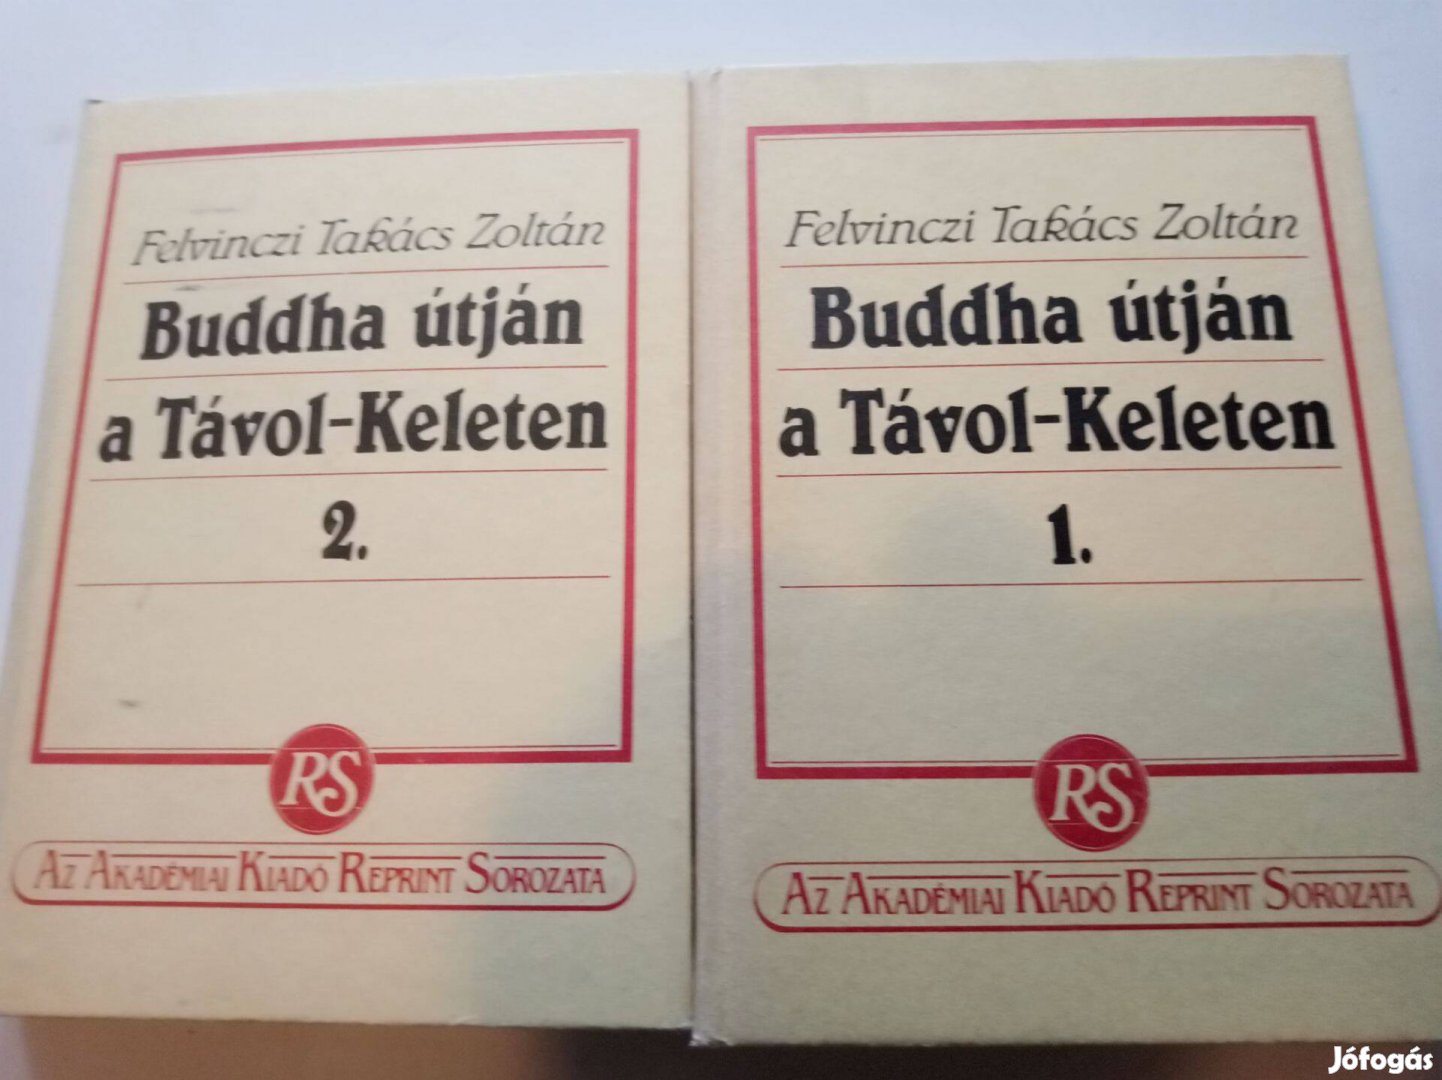 Felvinczi Takács Zoltán
Buddha útján
a Távol-Keleten
2.
RS
Az Akadémiai Kiadó Reprint Sorozata
Felvinczi Takács Zoltán
Buddha útján
a Távol-Keleten
1.
RS
Az Akadémiai Kiadó Reprint Sorozata
Jófogás